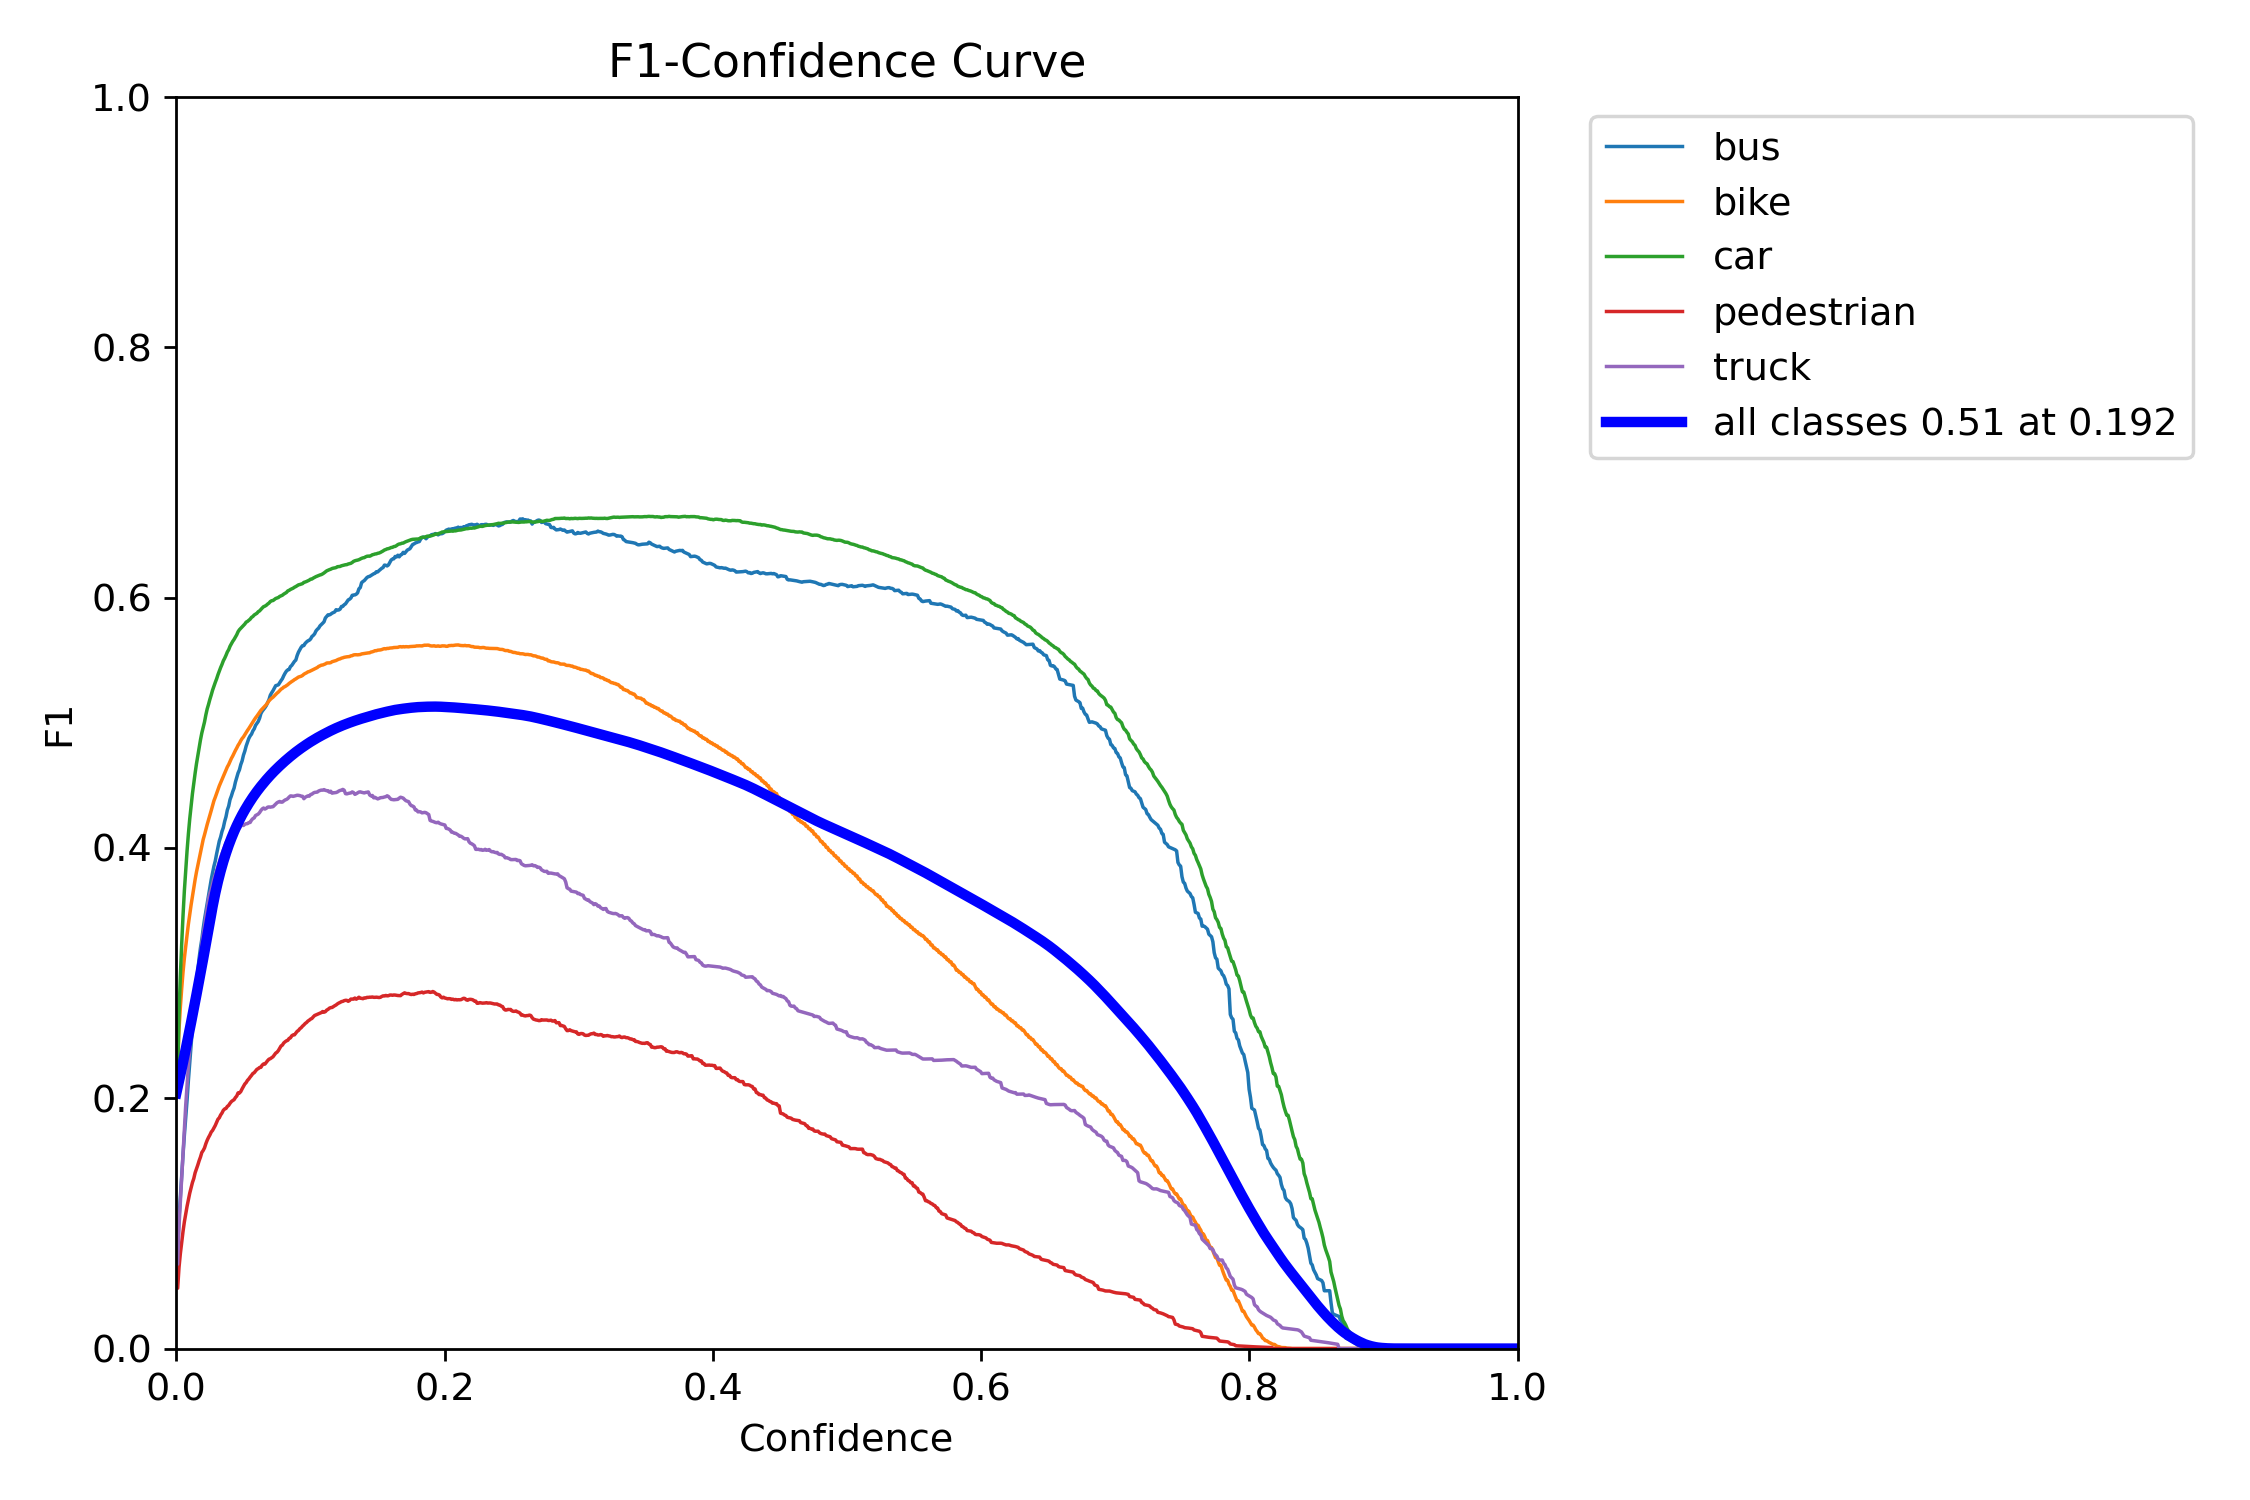 F1-Confidence Curve
1.0
0.8
0.6
0.4
0.2
0.0
F1
0.0 0.2 0.4 0.6 0.8 1.0
Confidence
bus
bike
car
pedestrian
truck
all classes 0.51 at 0.192